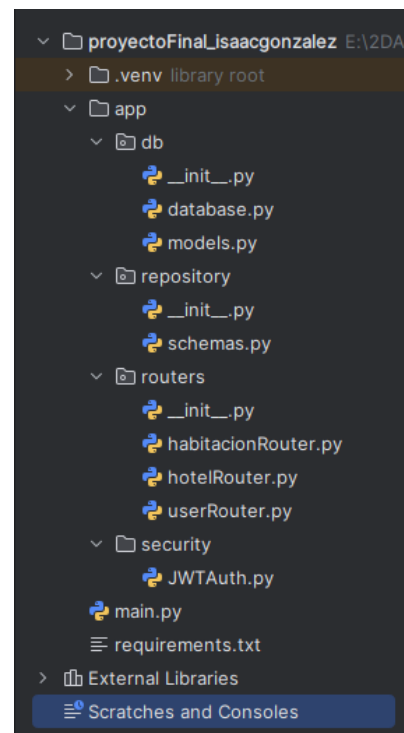 proyectoFinal_isaacgonzalez E:\2DA
.venv library root
app
db
__init__.py
database.py
models.py
repository
__init__.py
schemas.py
routers
__init__.py
habitacionRouter.py
hotelRouter.py
userRouter.py
security
JWTAuth.py
main.py
requirements.txt
External Libraries
Scratches and Consoles